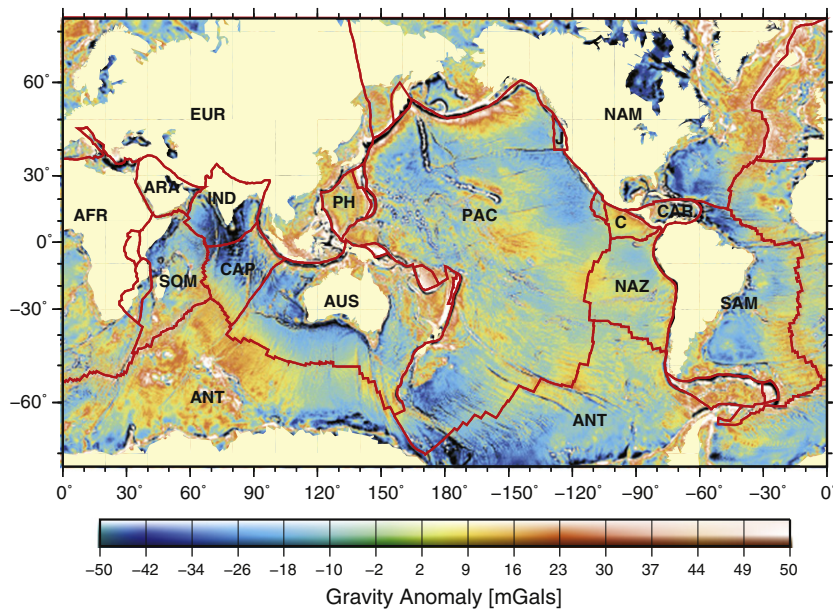 60°
EUR
NAM
J
30°
ARA
IND
PH
AFR
PAC
CAR
C
0°
SOM
CAP
NAZ
AUS
SAM
−30°
ANT
−60°
ANT
0° 30° 60° 90° 120° 150° 180° −150° −120° −90° −60° −30° 0°
−50 −42 −34 −26 −18 −10 −2 2 9 16 23 30 37 44 49 50
Gravity Anomaly [mGals]